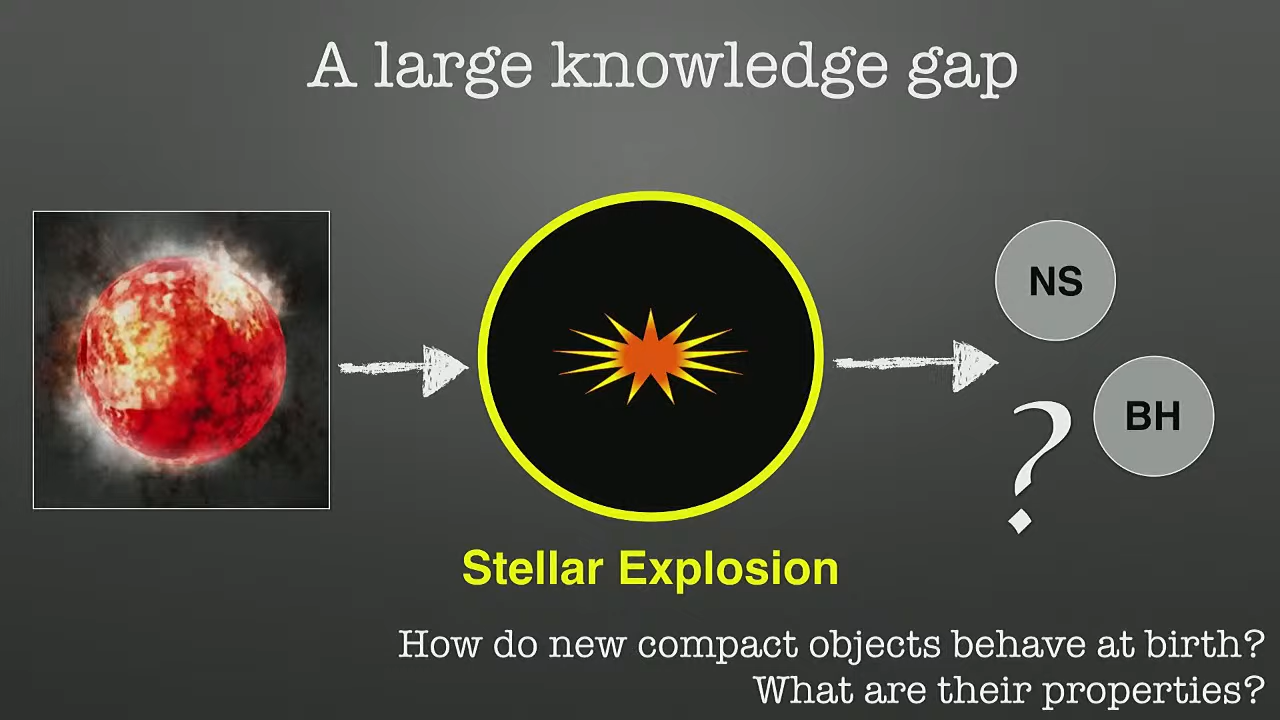 A large knowledge gap
NS
?
BH
Stellar Explosion
How do new compact objects behave at birth?
What are their properties?